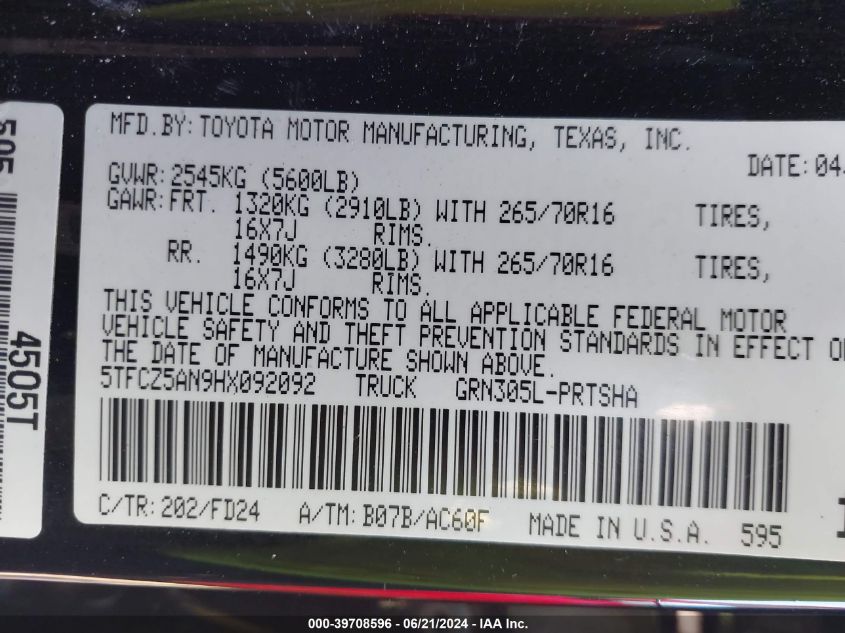 505
4505T
MFD.BY: TOYOTA MOTOR MANUFACTURING, TEXAS, INC.
DATE: 04
GVWR: 2545KG (5600LB)
GAWR: FRT. 1320KG (2910LB) WITH 265/70R16 TIRES,
16X7J RIMS.
RR. 1490KG (3280LB) WITH 265/70R16 TIRES,
16X7J RIMS.
THIS VEHICLE CONFORMS TO ALL APPLICABLE FEDERAL MOTOR
VEHICLE SAFETY AND THEFT PREVENTION STANDARDS IN EFFECT
THE DATE OF MANUFACTURE SHOWN ABOVE.
5TFCZ5AN9HX092092 TRUCK GRN305L-PRTSHA
C/TR: 202/FD24 A/TM: B07B/AC60F MADE IN U.S.A. 595
000-39708596 - 06/21/2024 - IAA Inc.